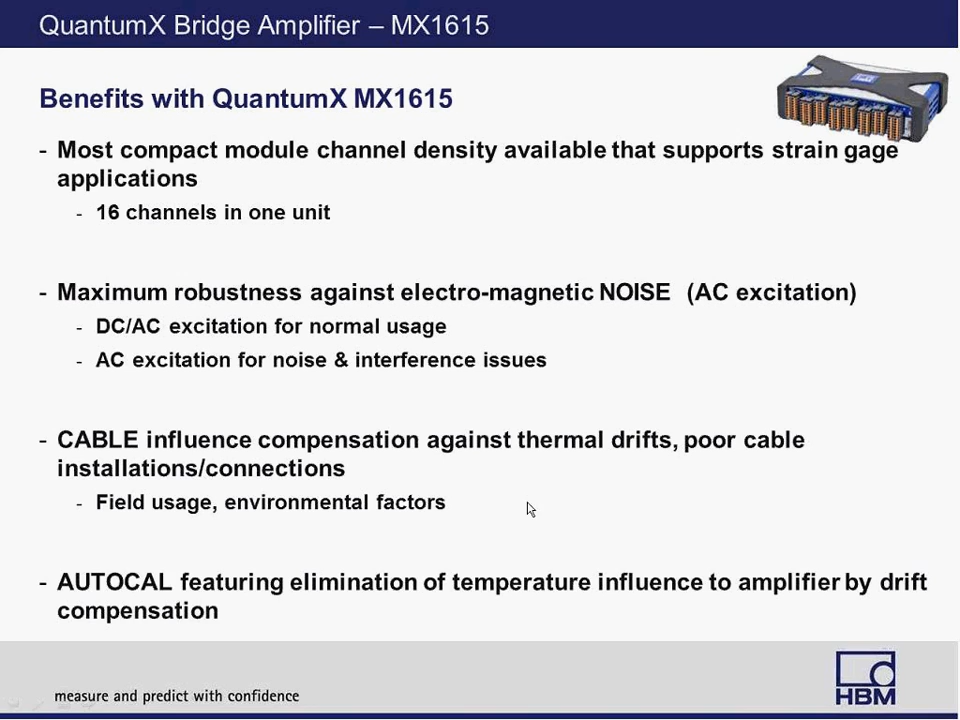 QuantumX Bridge Amplifier – MX1615
Benefits with QuantumX MX1615
- Most compact module channel density available that supports strain gage
applications
- 16 channels in one unit
- Maximum robustness against electro-magnetic NOISE (AC excitation)
- DC/AC excitation for normal usage
- AC excitation for noise & interference issues
- CABLE influence compensation against thermal drifts, poor cable
installations/connections
- Field usage, environmental factors
- AUTOCAL featuring elimination of temperature influence to amplifier by drift
compensation
measure and predict with confidence
HBM